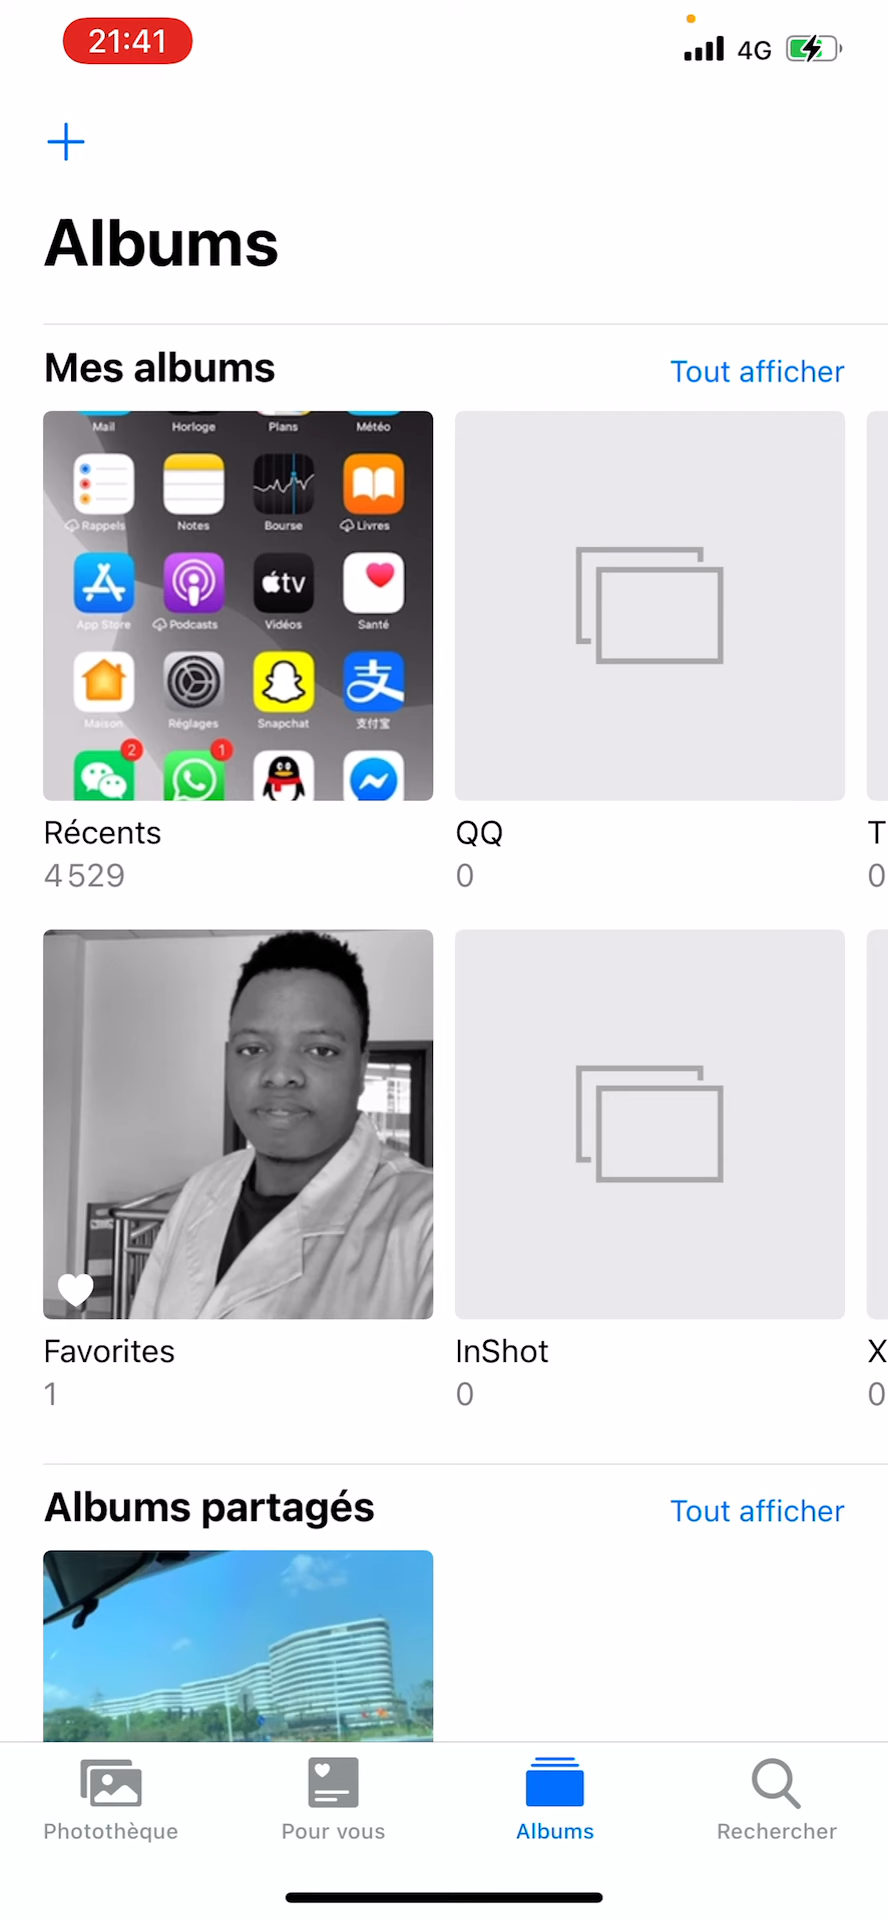 21:41
4G
Albums
Mes albums
Tout afficher
Mail Horloge Plans Météo
Rappels Notes Bourse Livres
tv
App Store Podcasts Vidéos Santé
Maison Réglages Snapchat 支付宝
支
2 1
Récents QQ T
4 529 0 0
Favorites InShot X
1 0 0
Albums partagés
Tout afficher
Photothèque Pour vous Albums Rechercher